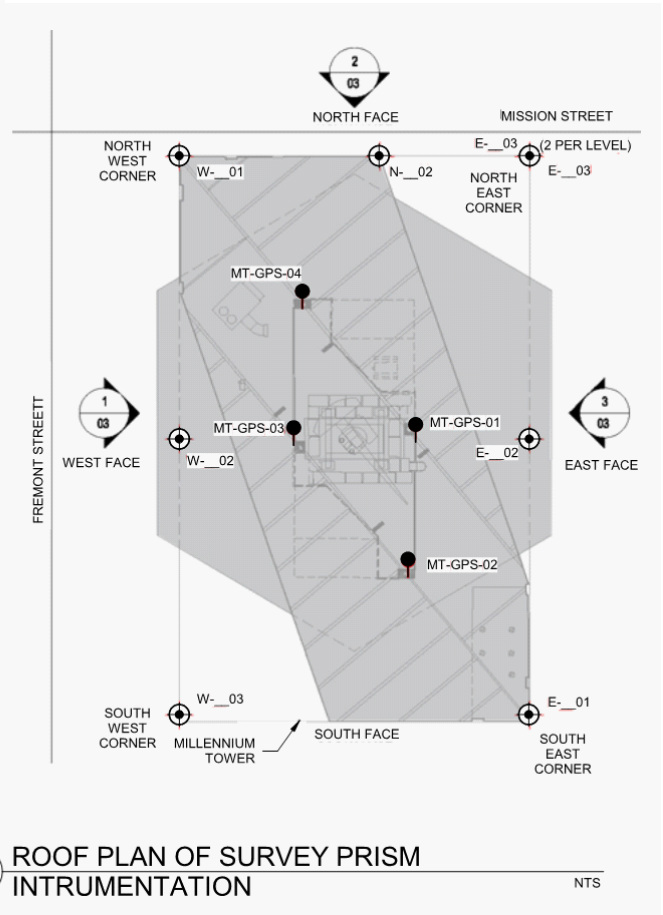 2
03
NORTH FACE
MISSION STREET
NORTH
WEST
CORNER
E-__03
(2 PER LEVEL)
W-__01
N-__02
E-__03
NORTH
EAST
CORNER
MT-GPS-04
1
03
3
03
MT-GPS-03
MT-GPS-01
WEST FACE
W-__02
E-__02
EAST FACE
FREMONT STREETT
MT-GPS-02
W-__03
E-__01
SOUTH
WEST
CORNER
MILLENNIUM
TOWER
SOUTH FACE
SOUTH
EAST
CORNER
ROOF PLAN OF SURVEY PRISM
INTRUMENTATION
NTS